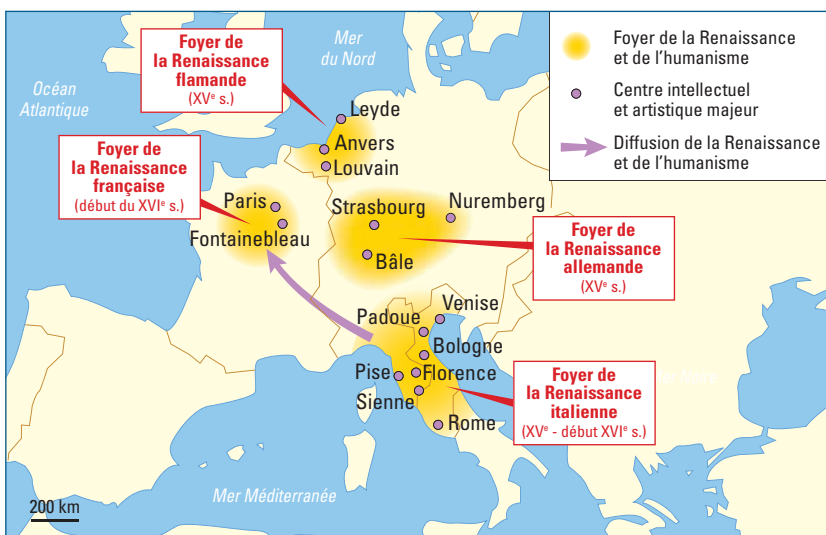 Foyer de
la Renaissance
flamande
(XVᵉ s.)
Mer
du Nord
Océan
Atlantique
Foyer de la Renaissance
et de l'humanisme
Centre intellectuel
et artistique majeur
Diffusion de la Renaissance
et de l'humanisme
Leyde
Anvers
Louvain
Foyer de
la Renaissance
française
(début du XVIᵉ s.)
Paris
Fontainebleau
Strasbourg
Nuremberg
Bâle
Foyer de
la Renaissance
allemande
(XVᵉ s.)
Venise
Padoue
Bologne
Pise
Florence
Sienne
Rome
Foyer de
la Renaissance
italienne
(XVᵉ - début XVIᵉ s.)
Mer Méditerranée
200 km